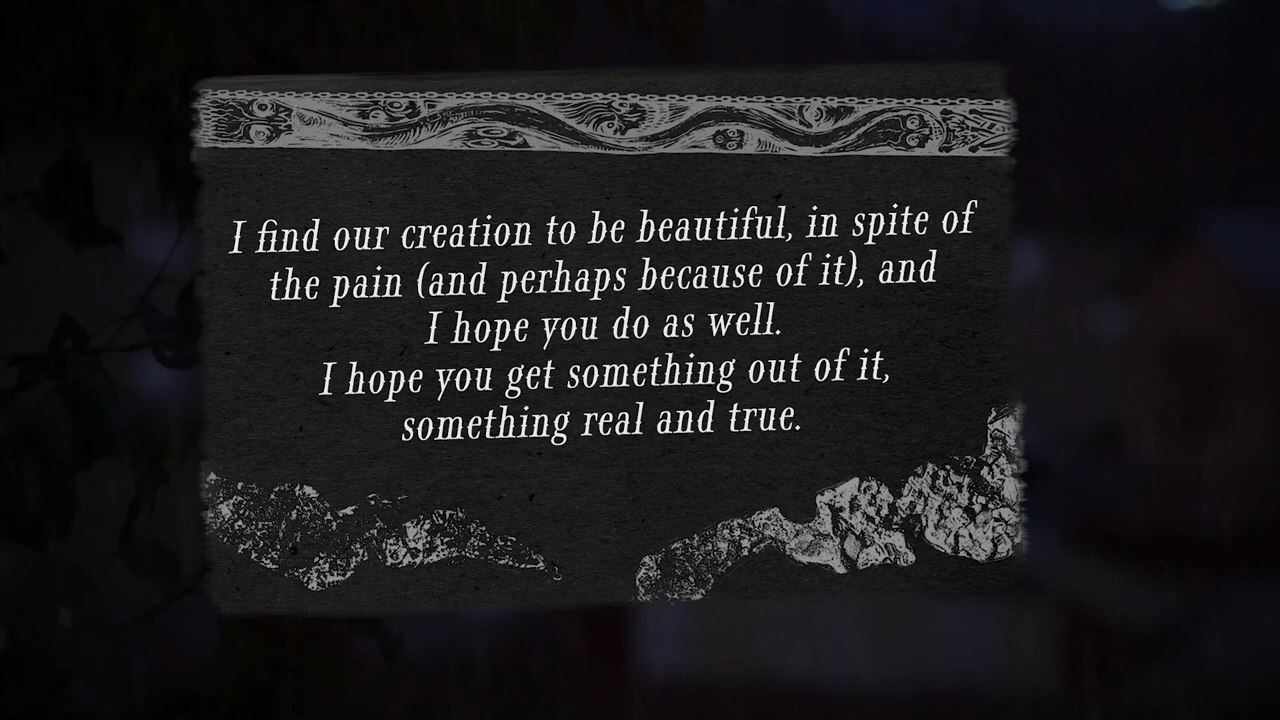 I find our creation to be beautiful, in spite of
the pain (and perhaps because of it), and
I hope you do as well.
I hope you get something out of it,
something real and true.